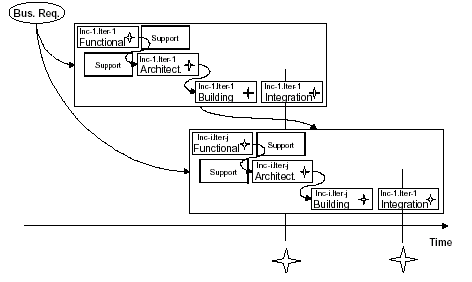 Bus. Req.
Inc-1.Iter-1
Functional
Support
Support
Inc-1.Iter-1
Architect.
Inc-1.Iter-1
Building
Inc-1.Iter-1
Integration
Inc-i.Iter-j
Functional
Support
Support
Inc-i.Iter-j
Architect.
Inc-i.Iter-j
Building
Inc-1.Iter-1
Integration
Time